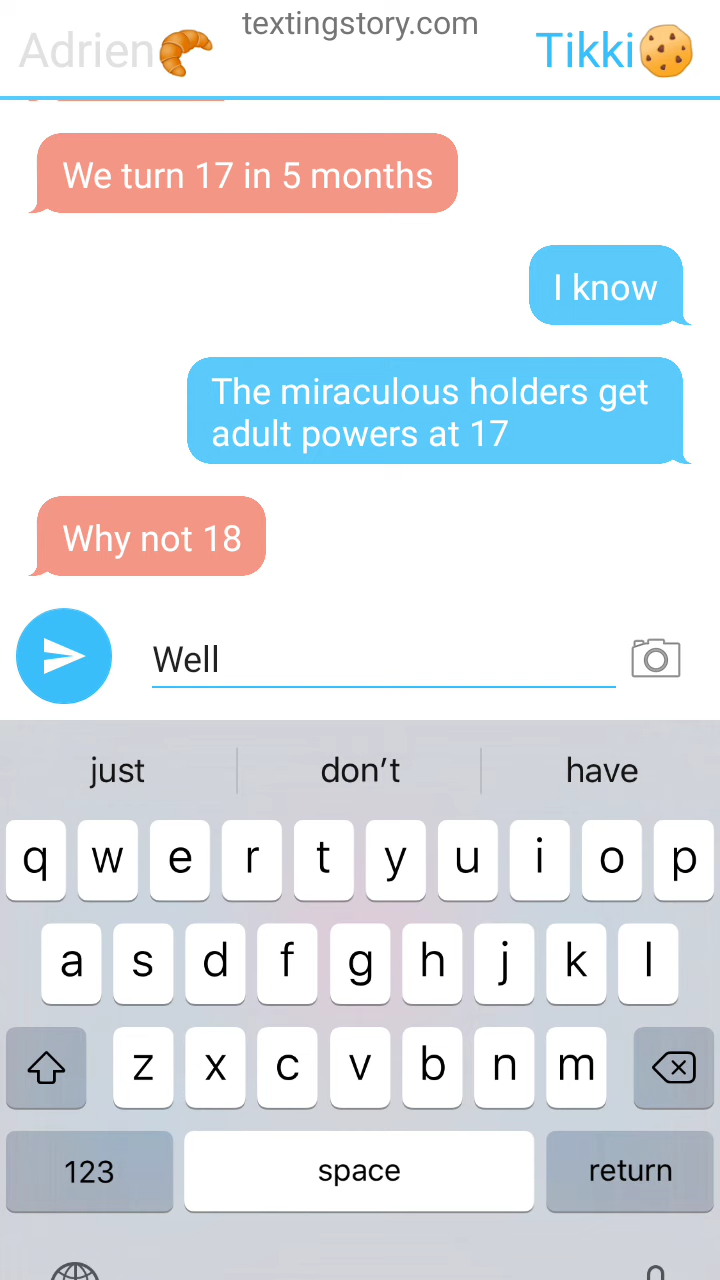 textingstory.com
Adrien🥐
Tikki🍪
We turn 17 in 5 months
I know
The miraculous holders get
adult powers at 17
Why not 18
Well
just don't have
q w e r t y u i o p
a s d f g h j k l
z x c v b n m
123 space return